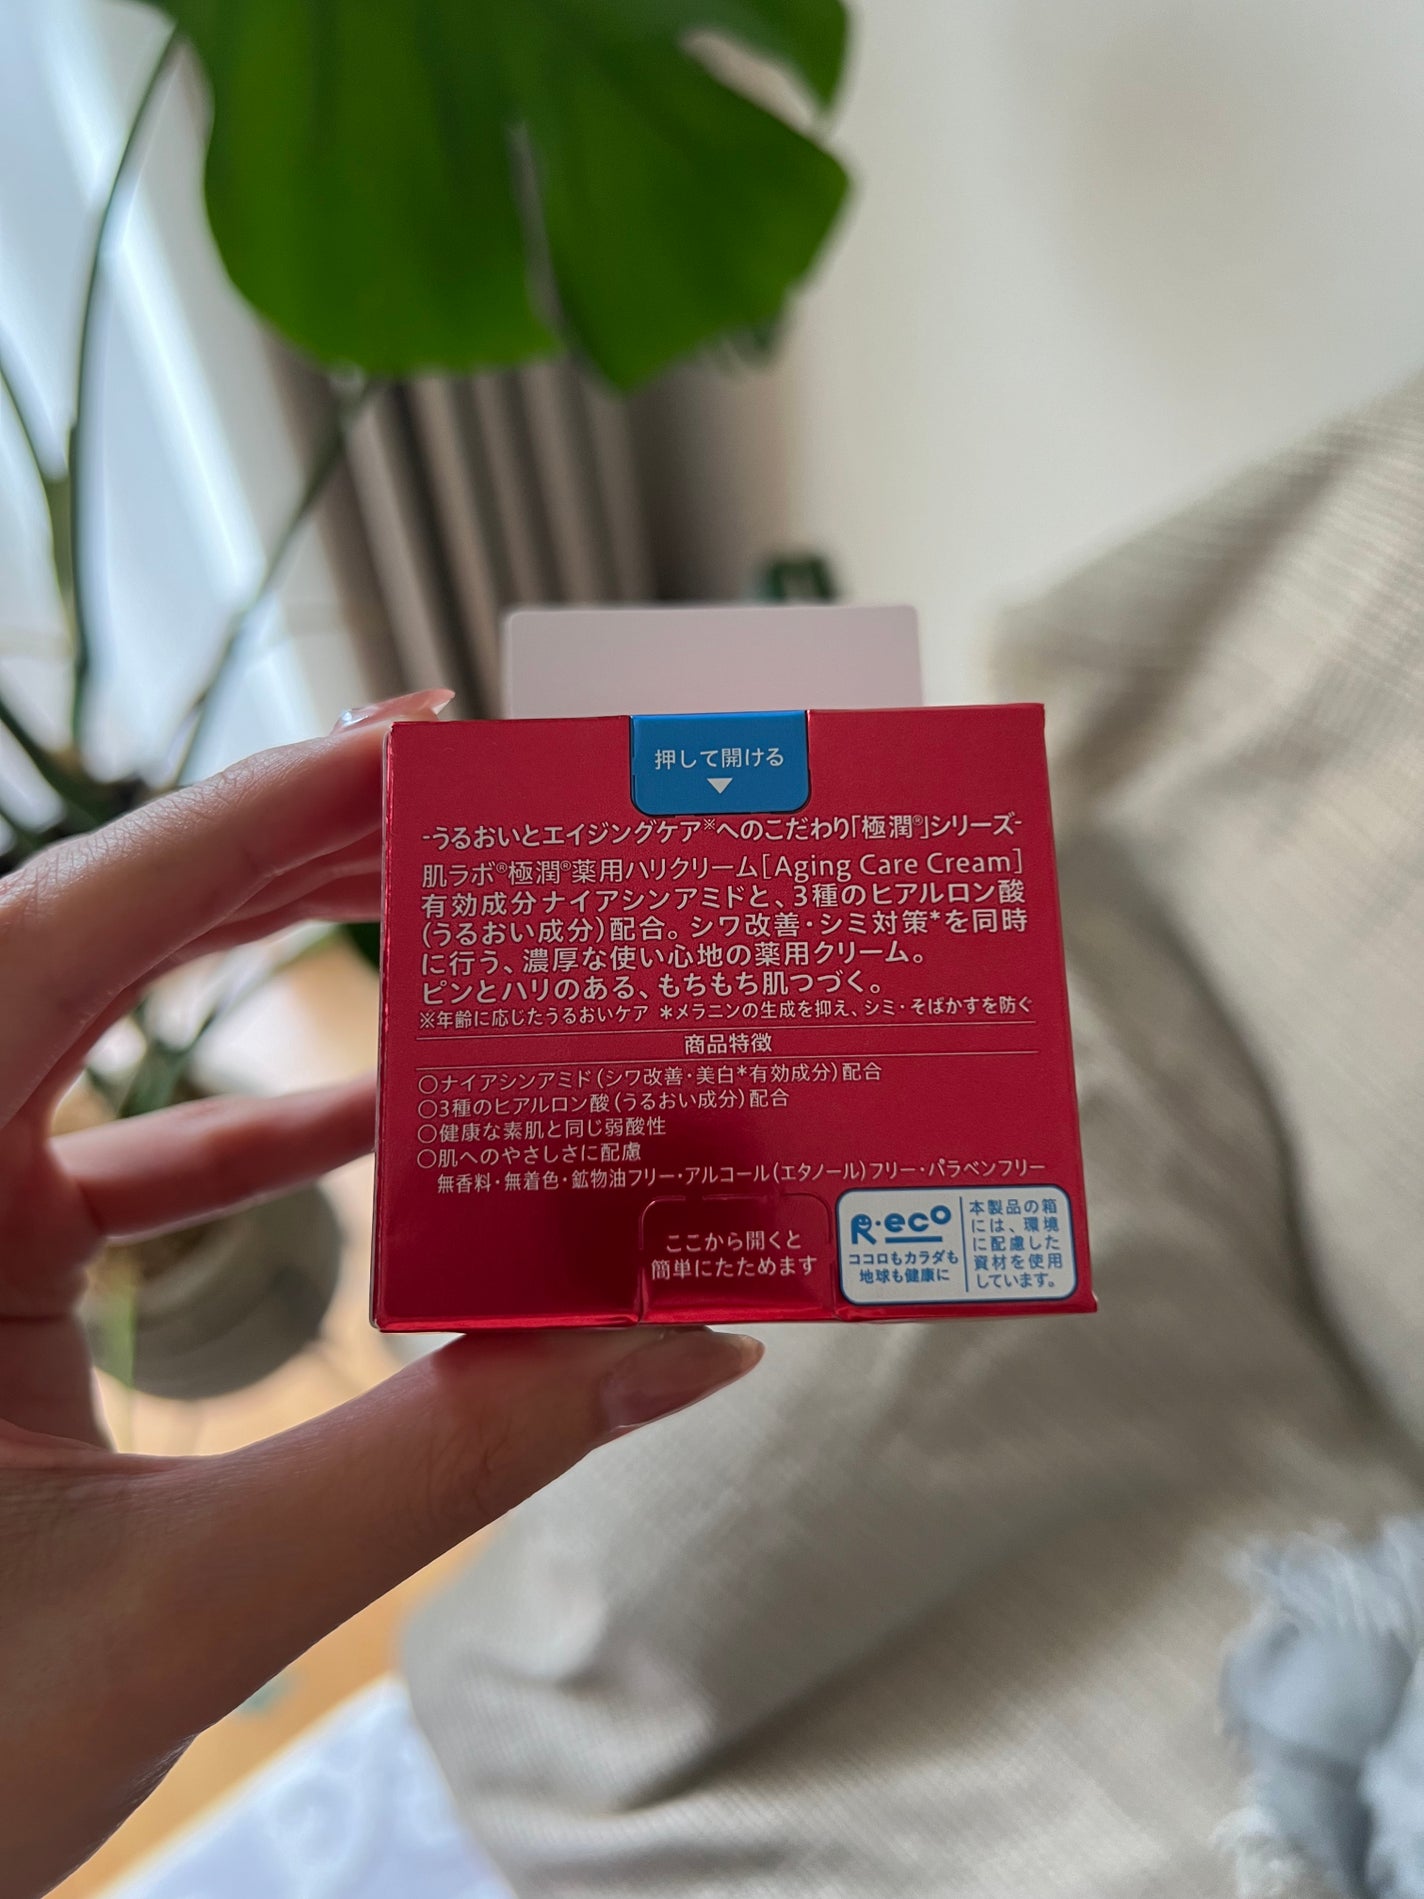 押して開ける
-うるおいとエイジングケア※へのこだわり「極潤®」シリーズ-
肌ラボ®極潤®薬用ハリクリーム[Aging Care Cream]
有効成分ナイアシンアミドと、3種のヒアルロン酸
(うるおい成分)配合。シワ改善・シミ対策*を同時
に行う、濃厚な使い心地の薬用クリーム。
ピンとハリのある、もちもち肌つづく。
※年齢に応じたうるおいケア *メラニンの生成を抑え、シミ・そばかすを防ぐ
商品特徴
○ナイアシンアミド(シワ改善・美白*有効成分)配合
○3種のヒアルロン酸(うるおい成分)配合
○健康な素肌と同じ弱酸性
○肌へのやさしさに配慮
無香料・無着色・鉱物油フリー・アルコール(エタノール)フリー・パラベンフリー
ここから開くと
簡単にたためます
R・eco
ココロもカラダも
地球も健康に
本製品の箱
には、環境
に配慮した
資材を使用
しています。